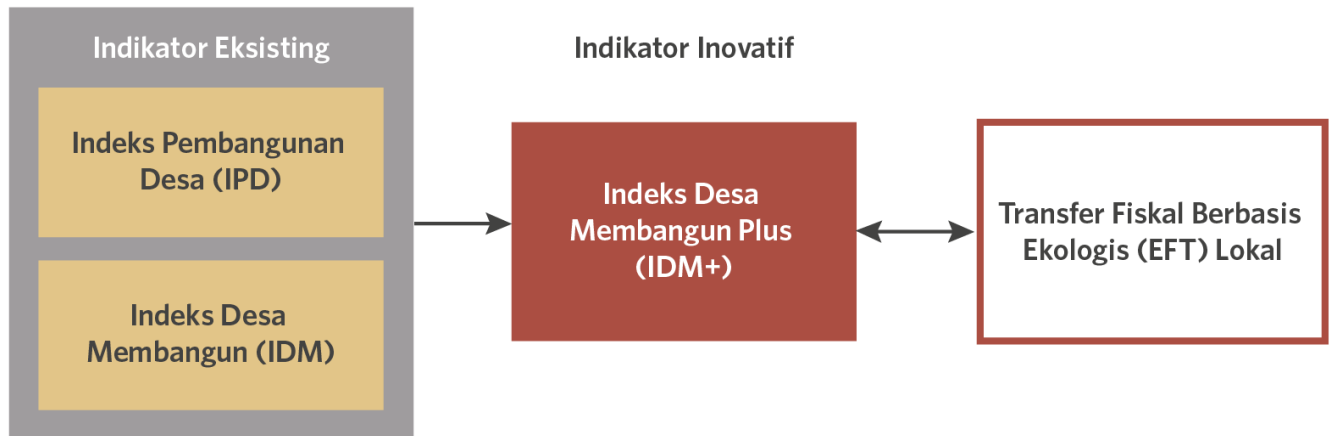 Indikator Eksisting
Indeks Pembangunan
Desa (IPD)
Indeks Desa
Membangun (IDM)
Indikator Inovatif
Indeks Desa
Membangun Plus
(IDM+)
Transfer Fiskal Berbasis
Ekologis (EFT) Lokal